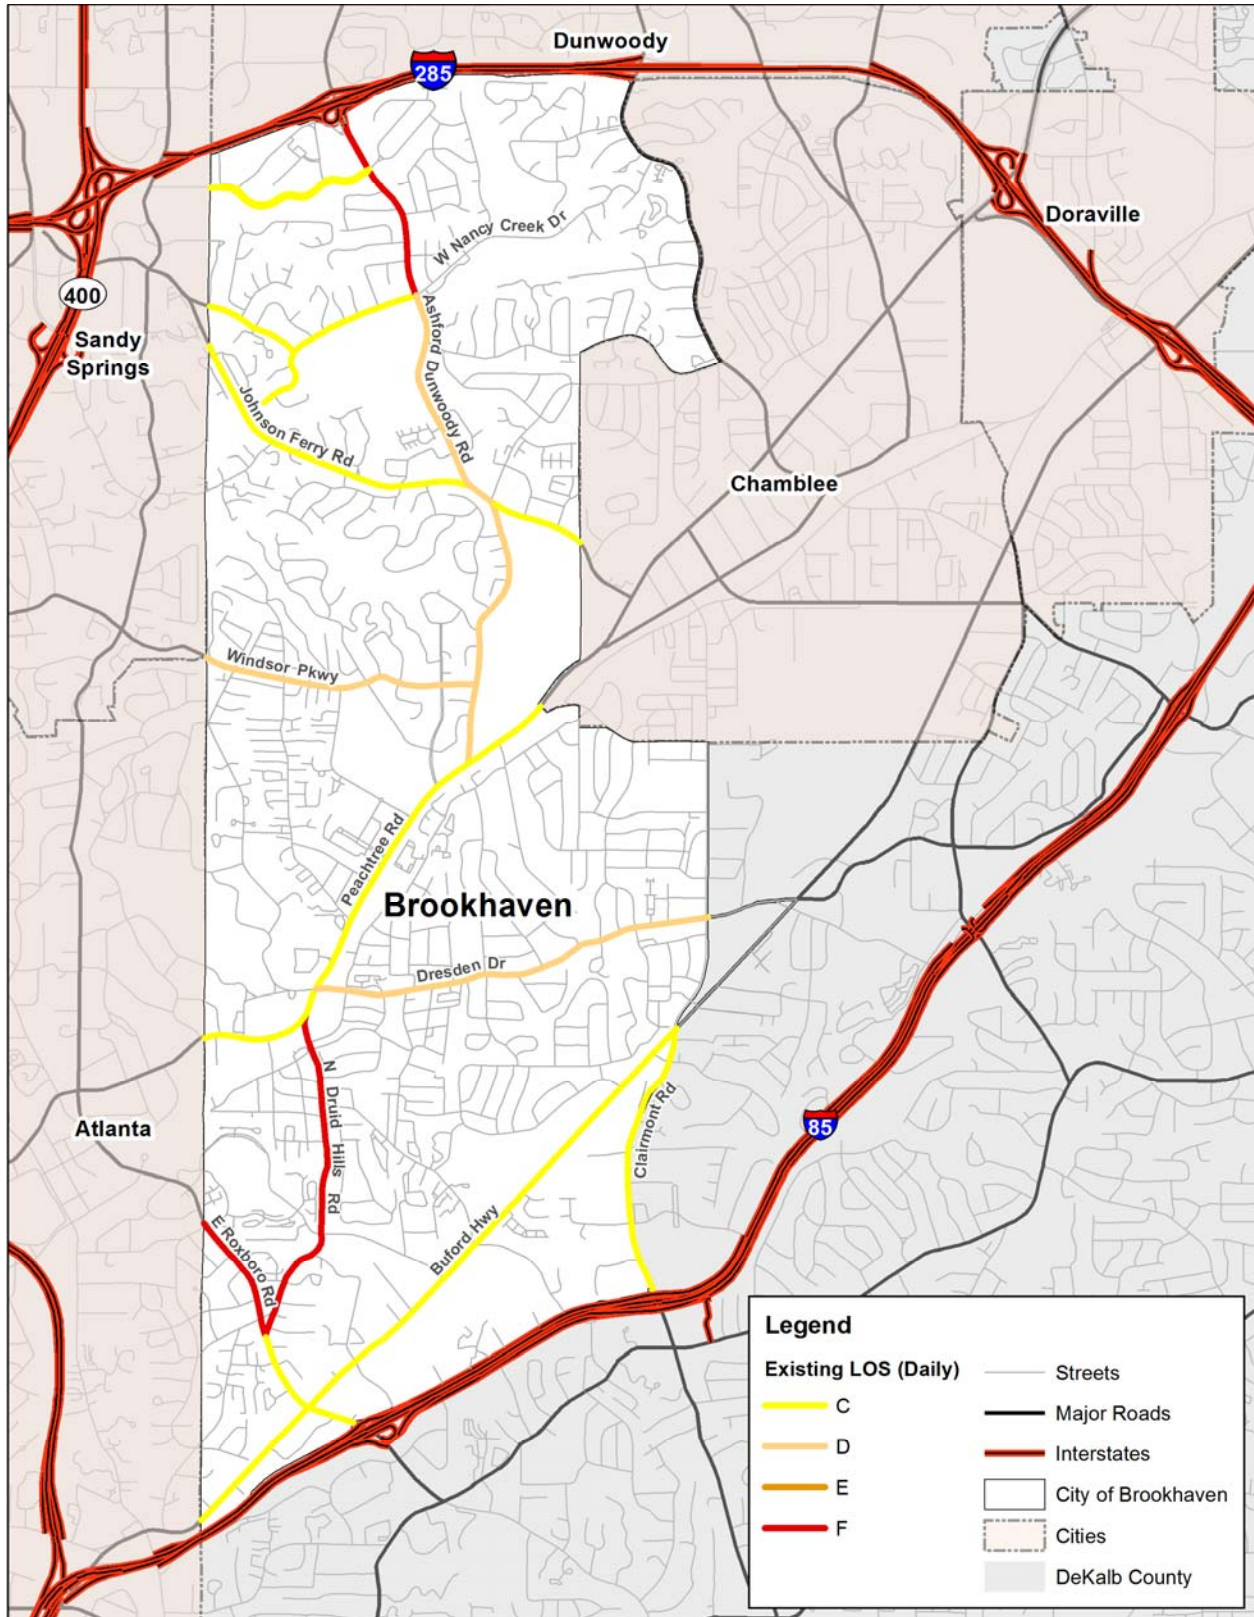 Dunwoody
285
Doraville
W Nancy Creek Dr
400
Sandy
Springs
Ashford Dunwoody Rd
Johnson Ferry Rd
Chamblee
Windsor Pkwy
Peachtree Rd
Brookhaven
Dresden Dr
N Druid Hills Rd
Clairmont Rd
85
Atlanta
E Roxboro Rd
Buford Hwy
Legend
Existing LOS (Daily)
C
D
E
F
Streets
Major Roads
Interstates
City of Brookhaven
Cities
DeKalb County